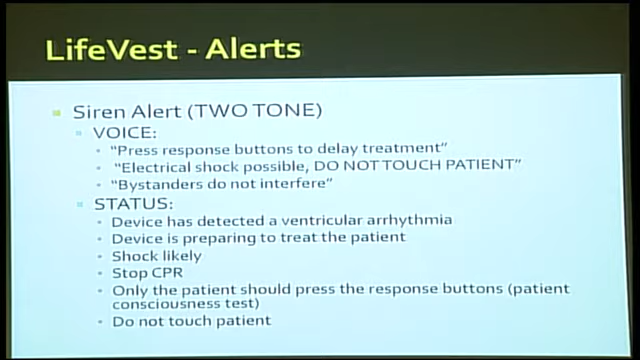 LifeVest - Alerts
Siren Alert (TWO TONE)
VOICE:
"Press response buttons to delay treatment"
"Electrical shock possible, DO NOT TOUCH PATIENT"
"Bystanders do not interfere"
STATUS:
Device has detected a ventricular arrhythmia
Device is preparing to treat the patient
Shock likely
Stop CPR
Only the patient should press the response buttons (patient
consciousness test)
Do not touch patient